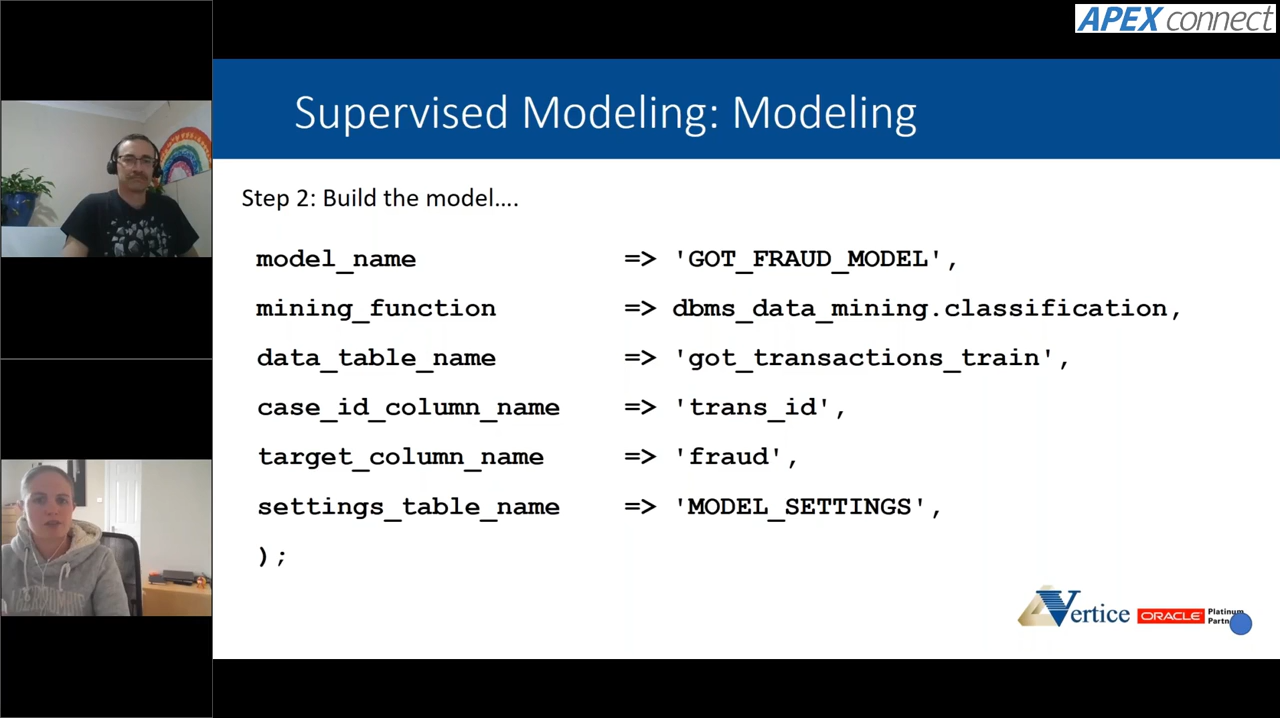 APEX connect
Supervised Modeling: Modeling
Step 2: Build the model....
model_name => 'GOT_FRAUD_MODEL',
mining_function => dbms_data_mining.classification,
data_table_name => 'got_transactions_train',
case_id_column_name => 'trans_id',
target_column_name => 'fraud',
settings_table_name => 'MODEL_SETTINGS',
);
Vertice ORACLE Platinum